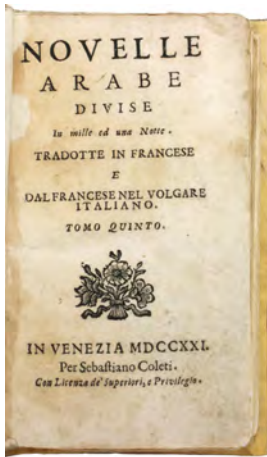 NOVELLE
ARABE
DIVISE
In mille ed una Notte.
TRADOTTE IN FRANCESE
E
DAL FRANCESE NEL VOLGARE
ITALIANO.
TOMO QUINTO.
IN VENEZIA MDCCXXI.
Per Sebaſtiano Coleti.
Con Licenza de' Superiori, e Privilegio.